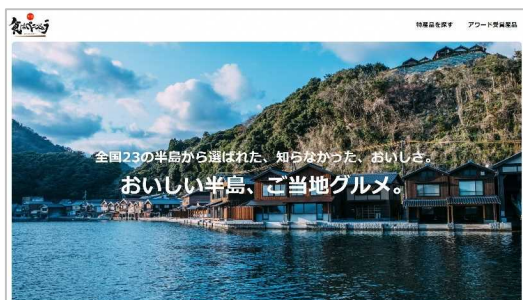 特産品を探す アワード受賞産品
全国23の半島から選ばれた、知らなかった、おいしさ。
おいしい半島、ご当地グルメ。